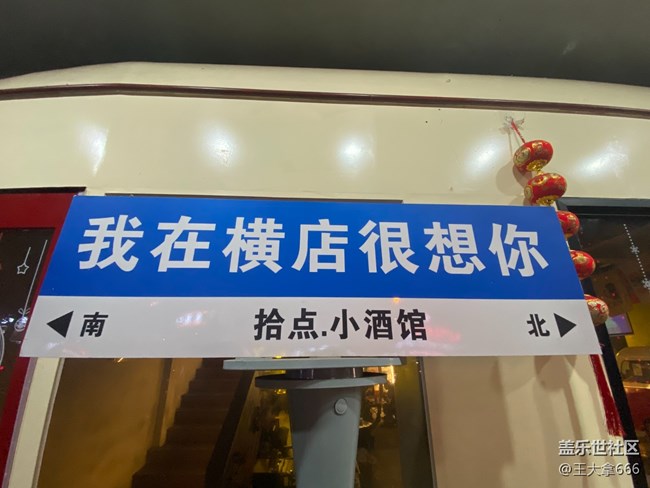 我在横店很想你
南 拾点.小酒馆 北
盖乐世社区
@王大拿666